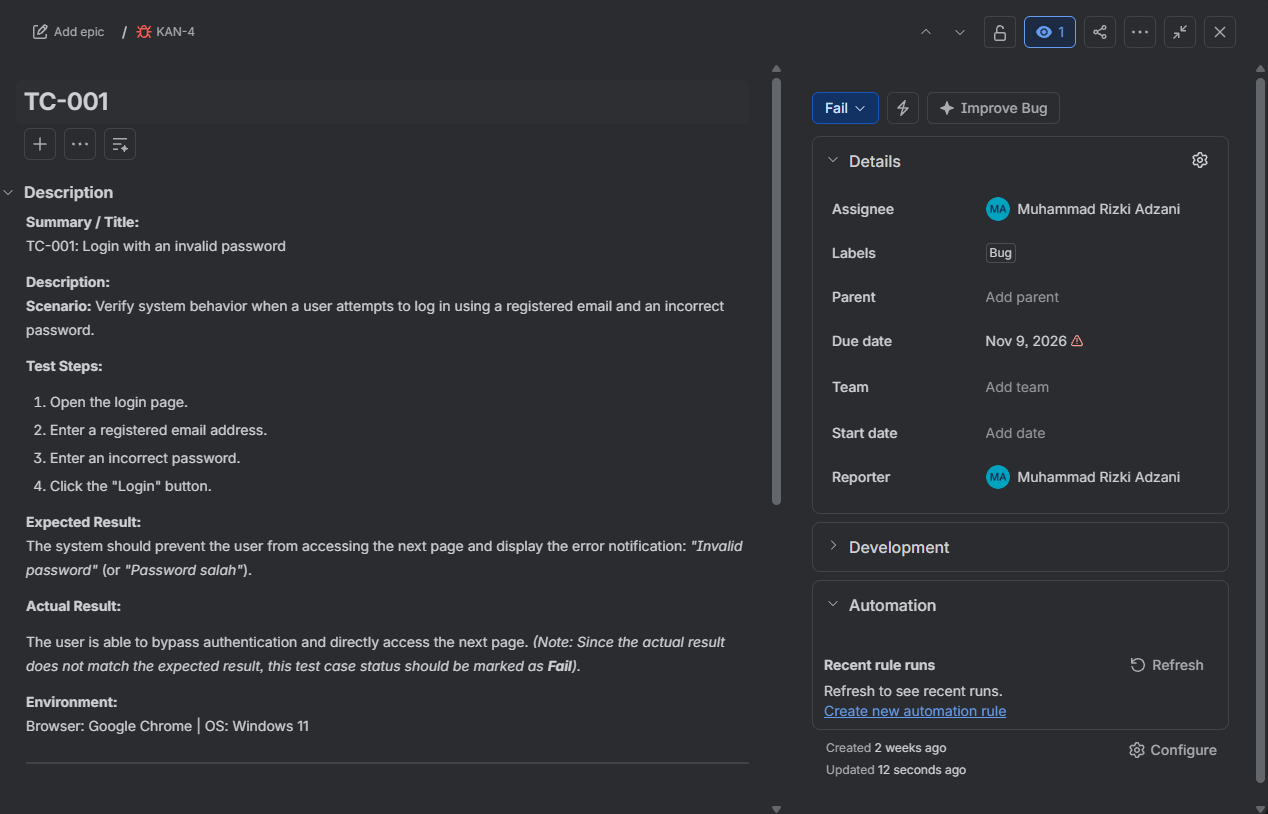 Add epic / KAN-4
1
TC-001
Description
Summary / Title:
TC-001: Login with an invalid password
Description:
Scenario: Verify system behavior when a user attempts to log in using a registered email and an incorrect
password.
Test Steps:
1. Open the login page.
2. Enter a registered email address.
3. Enter an incorrect password.
4. Click the "Login" button.
Expected Result:
The system should prevent the user from accessing the next page and display the error notification: "Invalid
password" (or "Password salah").
Actual Result:
The user is able to bypass authentication and directly access the next page. (Note: Since the actual result
does not match the expected result, this test case status should be marked as Fail).
Environment:
Browser: Google Chrome | OS: Windows 11
Fail
Improve Bug
Details
Assignee
MA Muhammad Rizki Adzani
Labels
Bug
Parent
Add parent
Due date
Nov 9, 2026
Team
Add team
Start date
Add date
Reporter
MA Muhammad Rizki Adzani
Development
Automation
Recent rule runs
Refresh
Refresh to see recent runs.
Create new automation rule
Created 2 weeks ago
Configure
Updated 12 seconds ago